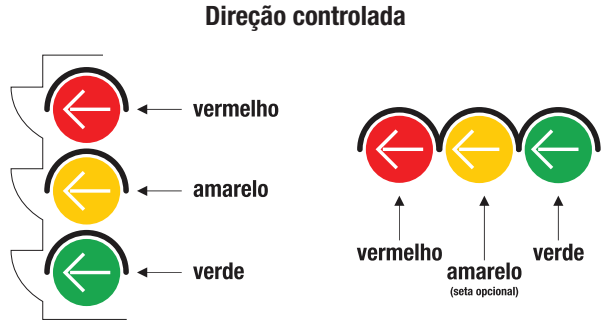 Direção controlada
vermelho
amarelo
verde
vermelho
amarelo
(seta opcional)
verde